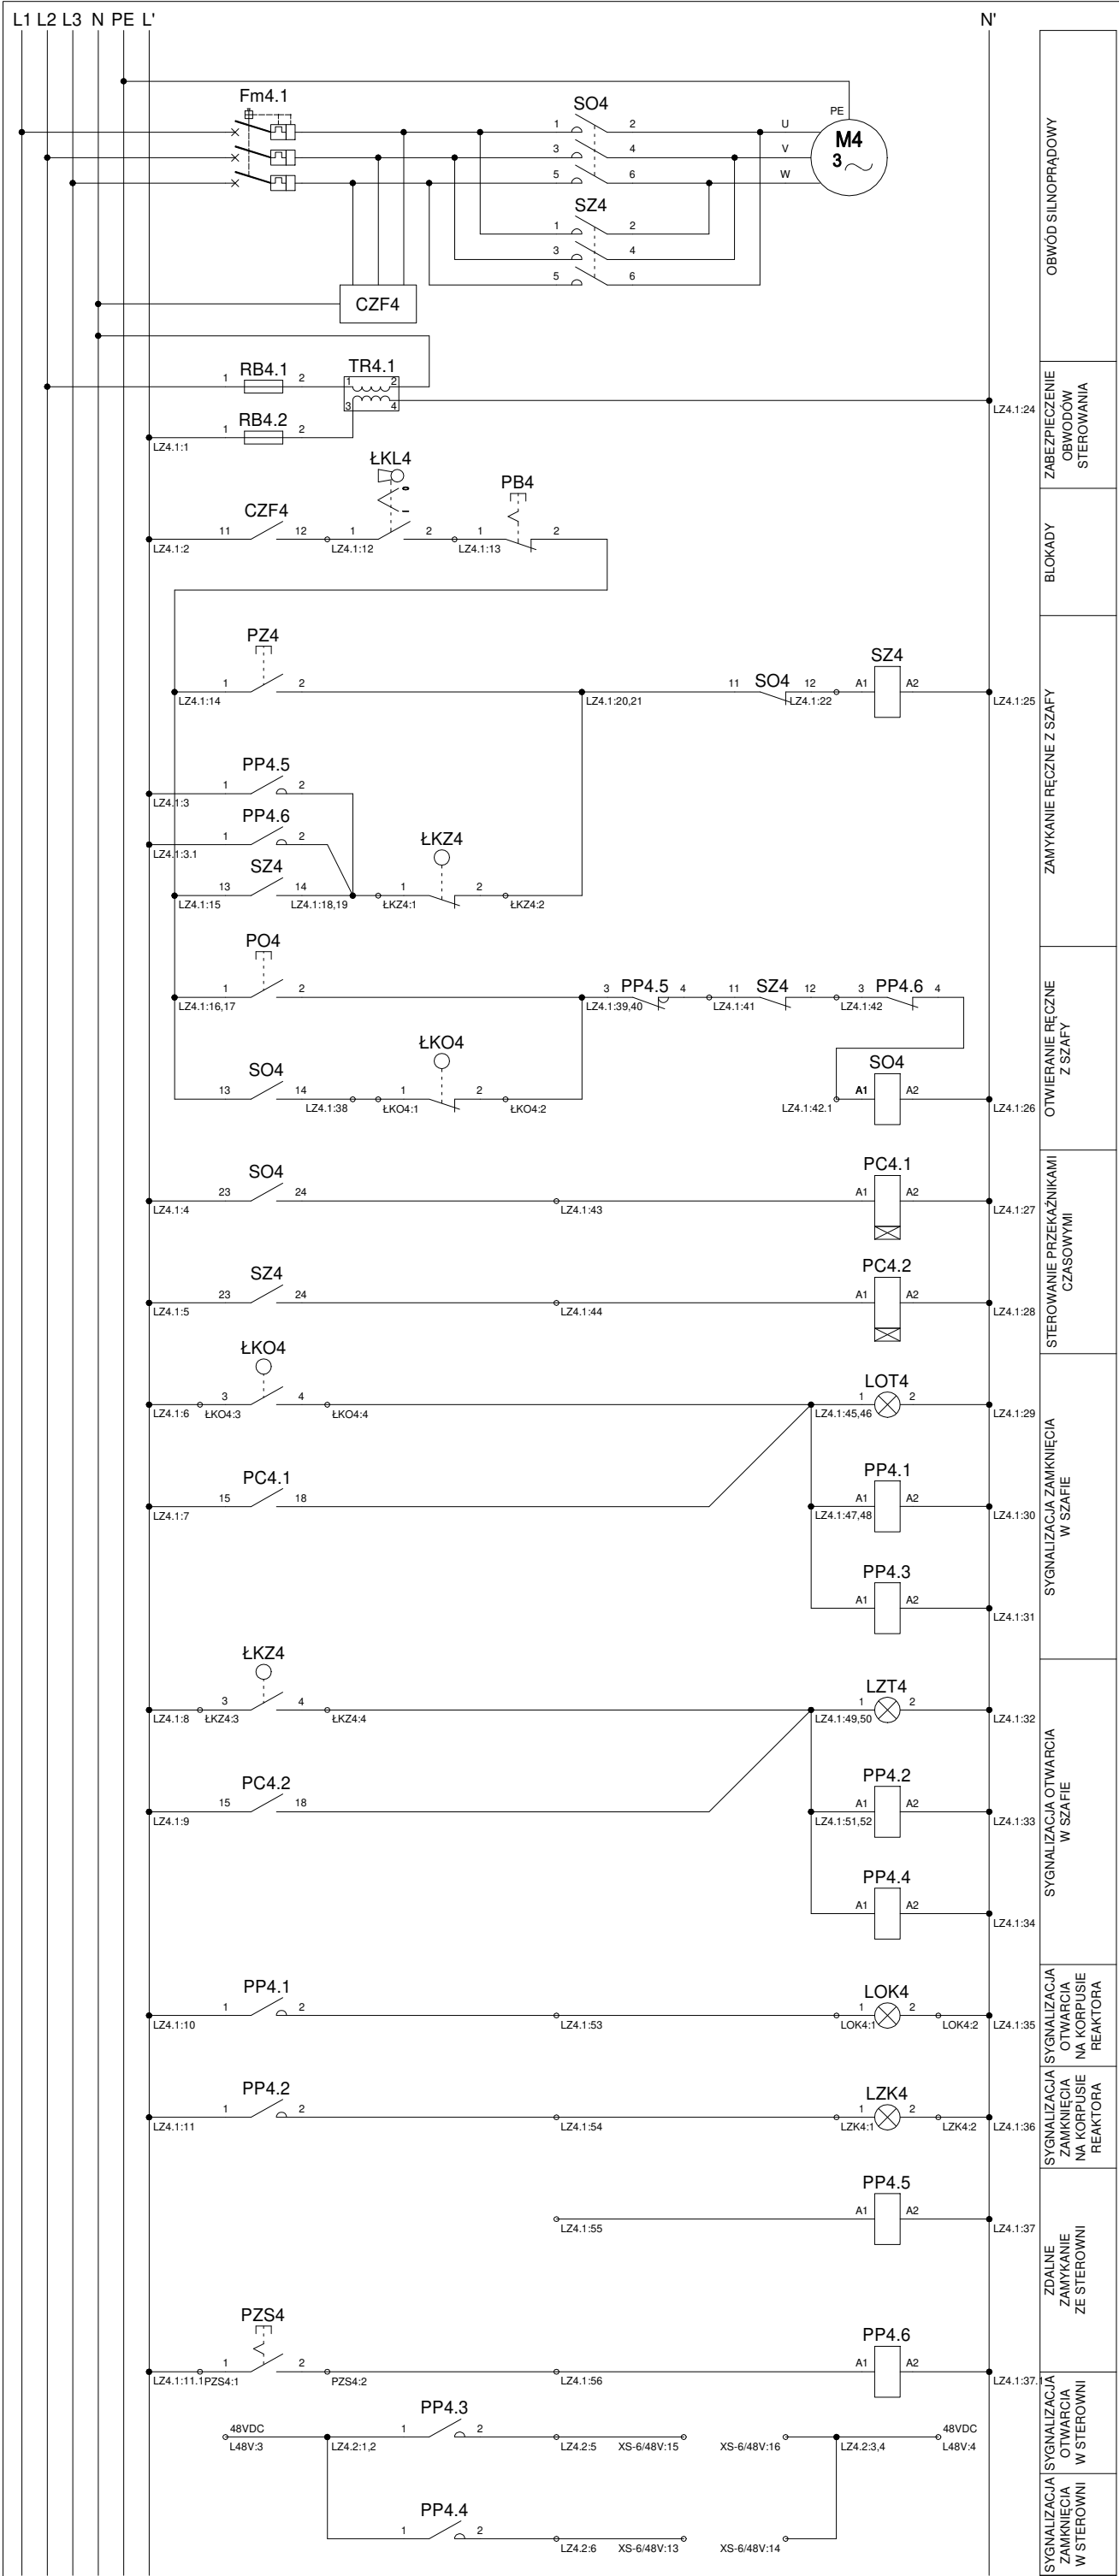 L1 L2 L3 N PE L' N'
Fm4.1
SO4
1 2
3 4
5 6
U
V
W
PE
M4
3
SZ4
1 2
3 4
5 6
CZF4
OBWÓD SILNOPRĄDOWY
RB4.1
1 2
TR4.1
1 2
3 4
RB4.2
1 2
LZ4.1:1
LZ4.1:24
ZABEZPIECZENIE
OBWODÓW
STEROWANIA
CZF4
11 12
LZ4.1:2
LZ4.1:12
ŁKL4
0
I
1 2
LZ4.1:13
PB4
1 2
BLOKADY
PZ4
1 2
LZ4.1:14
LZ4.1:20,21
SO4
11 12
LZ4.1:22
SZ4
A1 A2
LZ4.1:25
PP4.5
1 2
LZ4.1:3
PP4.6
1 2
LZ4.1:3.1
SZ4
13 14
LZ4.1:15
LZ4.1:18,19
ŁKZ4
1 2
ŁKZ4:1
ŁKZ4:2
ZAMYKANIE RĘCZNE Z SZAFY
PO4
1 2
LZ4.1:16,17
PP4.5
3 4
LZ4.1:39,40
LZ4.1:41
SZ4
11 12
LZ4.1:42
PP4.6
3 4
SO4
13 14
LZ4.1:38
ŁKO4
1 2
ŁKO4:1
ŁKO4:2
LZ4.1:42.1
SO4
A1 A2
LZ4.1:26
OTWIERANIE RĘCZNE
Z SZAFY
SO4
23 24
LZ4.1:4
LZ4.1:43
PC4.1
A1 A2
LZ4.1:27
SZ4
23 24
LZ4.1:5
LZ4.1:44
PC4.2
A1 A2
LZ4.1:28
STEROWANIE PRZEKAŹNIKAMI
CZASOWYMI
ŁKO4
3 4
LZ4.1:6
ŁKO4:3
ŁKO4:4
LOT4
1 2
LZ4.1:45,46
LZ4.1:29
PC4.1
15 18
LZ4.1:7
PP4.1
A1 A2
LZ4.1:47,48
LZ4.1:30
PP4.3
A1 A2
LZ4.1:31
SYGNALIZACJA ZAMKNIĘCIA
W SZAFIE
ŁKZ4
3 4
LZ4.1:8
ŁKZ4:3
ŁKZ4:4
LZT4
1 2
LZ4.1:49,50
LZ4.1:32
PC4.2
15 18
LZ4.1:9
PP4.2
A1 A2
LZ4.1:51,52
LZ4.1:33
PP4.4
A1 A2
LZ4.1:34
SYGNALIZACJA OTWARCIA
W SZAFIE
PP4.1
1 2
LZ4.1:10
LZ4.1:53
LOK4
1 2
LOK4:1
LOK4:2
LZ4.1:35
SYGNALIZACJA
OTWARCIA
NA KORPUSIE
REAKTORA
PP4.2
1 2
LZ4.1:11
LZ4.1:54
LZK4
1 2
LZK4:1
LZK4:2
LZ4.1:36
SYGNALIZACJA
ZAMKNIĘCIA
NA KORPUSIE
REAKTORA
PP4.5
A1 A2
LZ4.1:55
LZ4.1:37
PZS4
1 2
LZ4.1:11.1
PZS4:1
PZS4:2
LZ4.1:56
PP4.6
A1 A2
LZ4.1:37.1
ZDALNE
ZAMYKANIE
ZE STEROWNI
48VDC
L48V:3
LZ4.2:1,2
PP4.3
1 2
LZ4.2:5
XS-6/48V:15
XS-6/48V:16
LZ4.2:3,4
48VDC
L48V:4
SYGNALIZACJA
OTWARCIA
W STEROWNI
PP4.4
1 2
LZ4.2:6
XS-6/48V:13
XS-6/48V:14
SYGNALIZACJA
ZAMKNIĘCIA
W STEROWNI